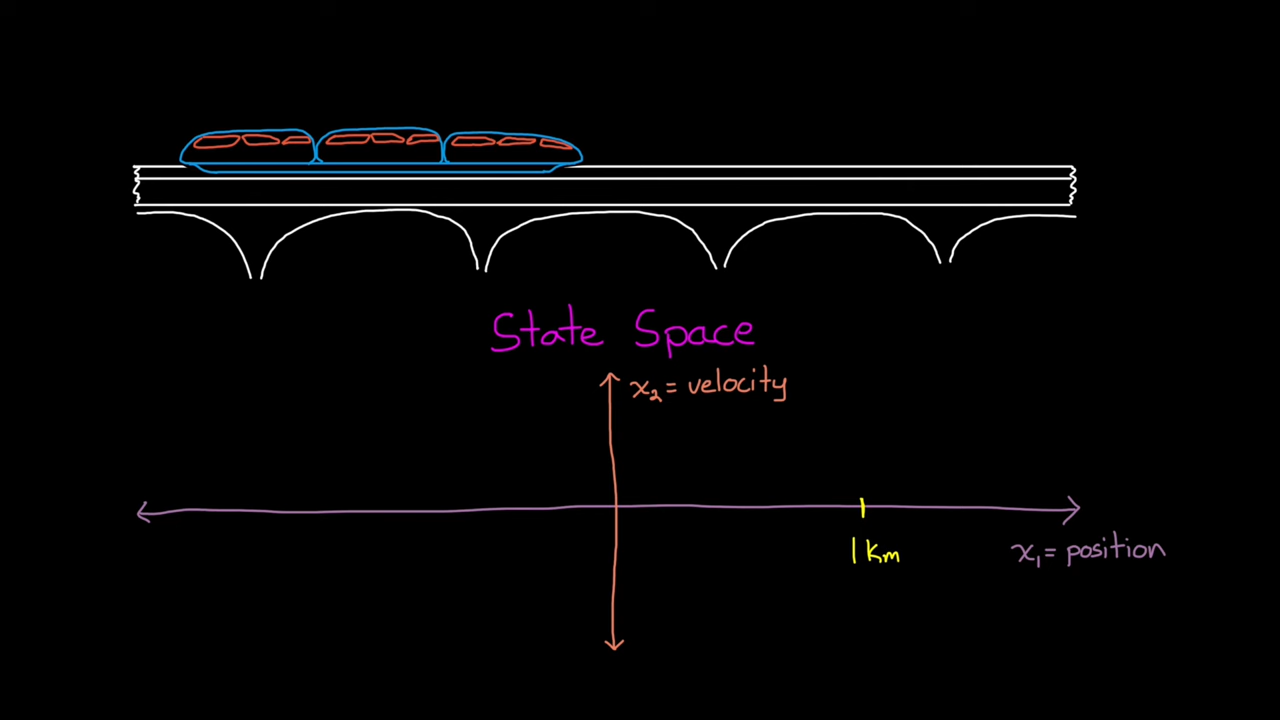 State Space
x₂ = velocity
1 km
x₁ = position